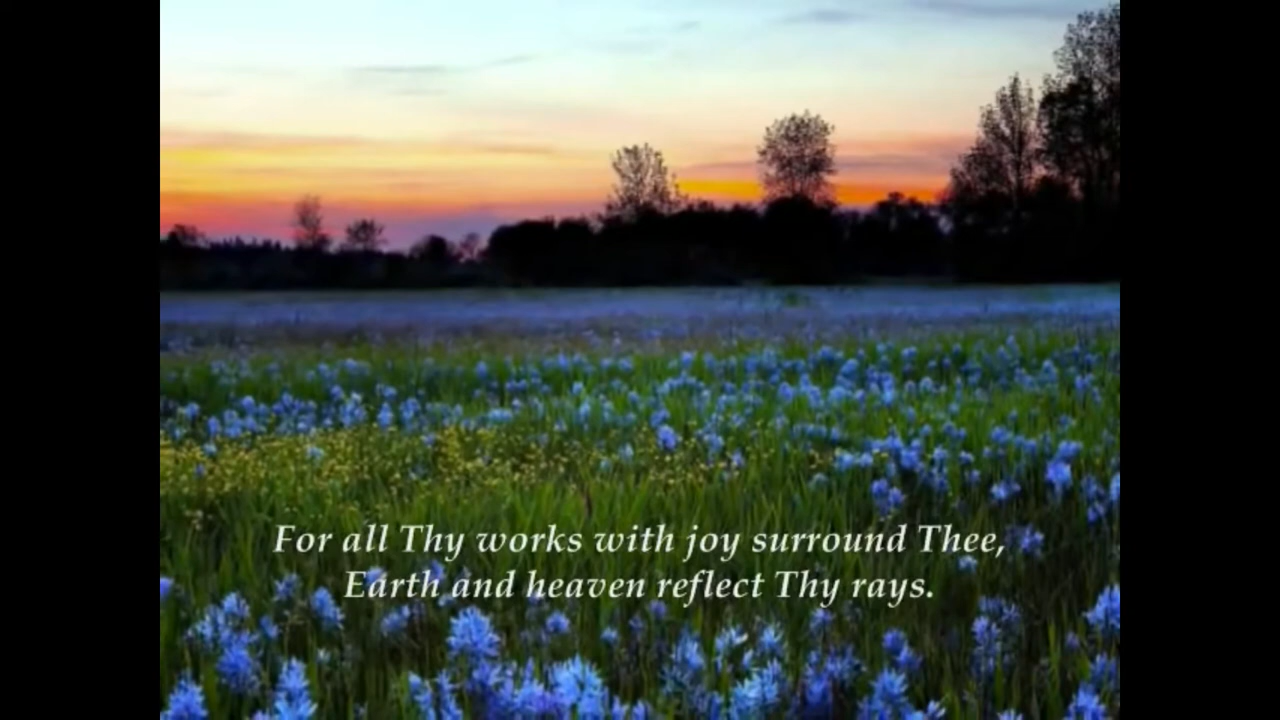 For all Thy works with joy surround Thee,
Earth and heaven reflect Thy rays.